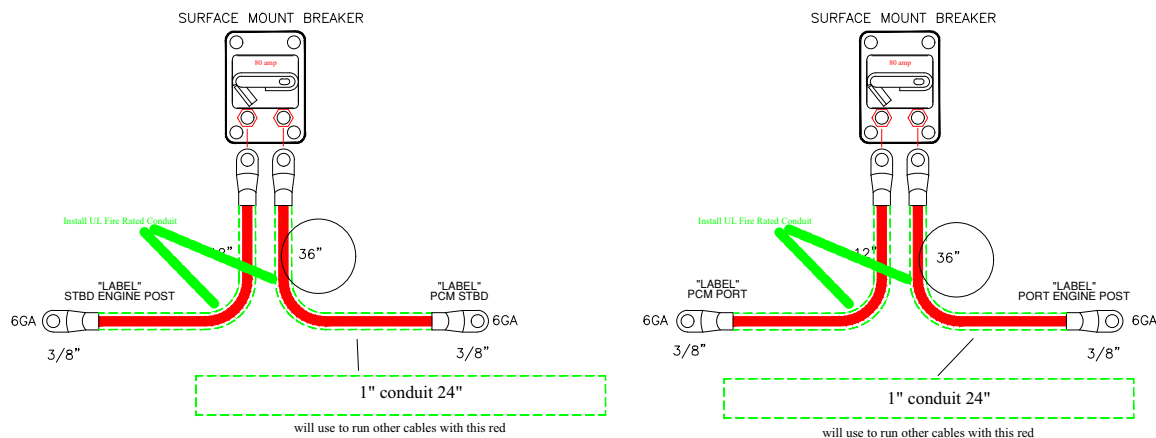 SURFACE MOUNT BREAKER
80 amp
Install UL Fire Rated Conduit
36”
"LABEL"
STBD ENGINE POST
"LABEL"
PCM STBD
6GA
6GA
3/8”
3/8”
1" conduit 24"
will use to run other cables with this red
SURFACE MOUNT BREAKER
80 amp
Install UL Fire Rated Conduit
12”
36”
"LABEL"
PCM PORT
"LABEL"
PORT ENGINE POST
6GA
6GA
3/8”
3/8”
1" conduit 24"
will use to run other cables with this red